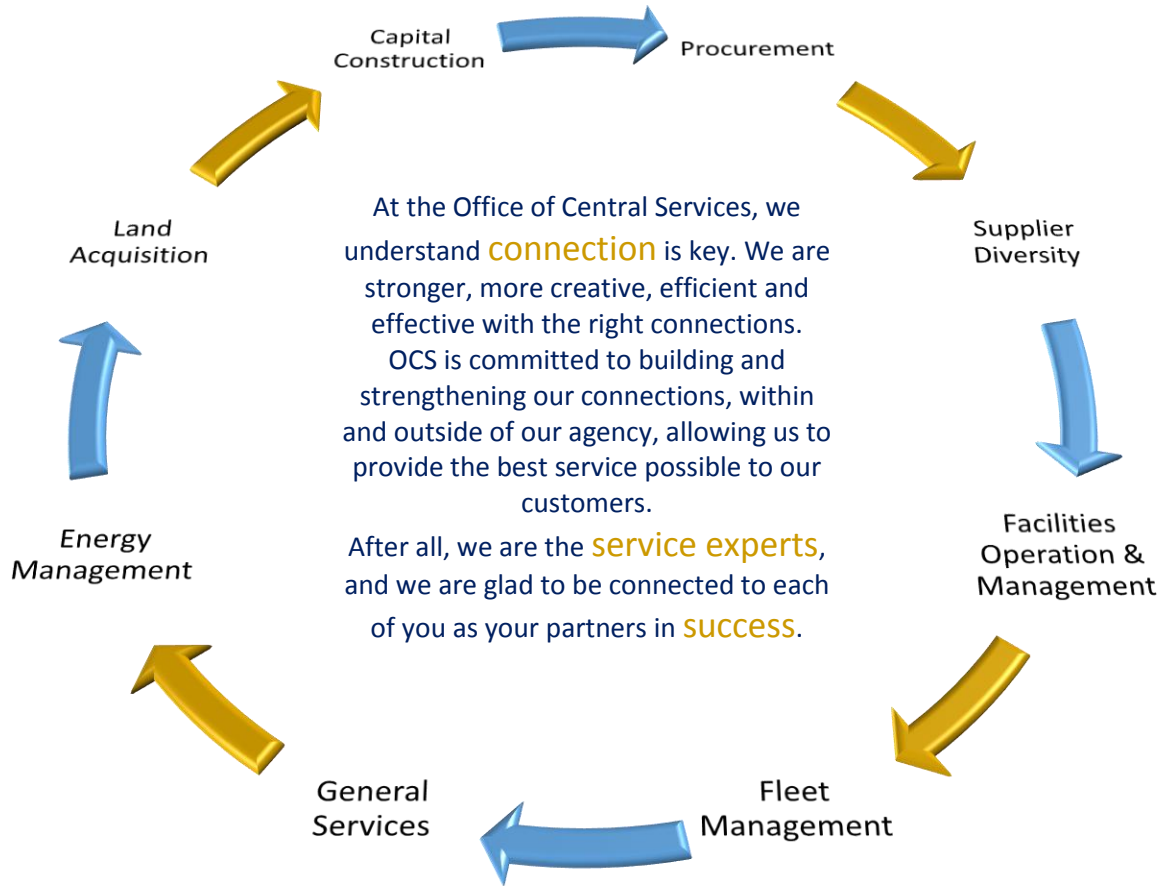 Capital
Construction
Procurement
Supplier
Diversity
Facilities
Operation &
Management
Fleet
Management
General
Services
Energy
Management
Land
Acquisition
At the Office of Central Services, we
understand connection is key. We are
stronger, more creative, efficient and
effective with the right connections.
OCS is committed to building and
strengthening our connections, within
and outside of our agency, allowing us to
provide the best service possible to our
customers.
After all, we are the service experts,
and we are glad to be connected to each
of you as your partners in success.